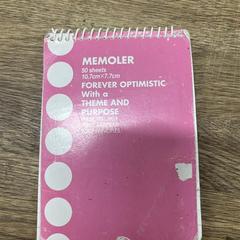 MEMOLER
50 sheets
10,7cm×7.7cm
FOREVER OPTIMISTIC
With a
THEME AND
PURPOSE